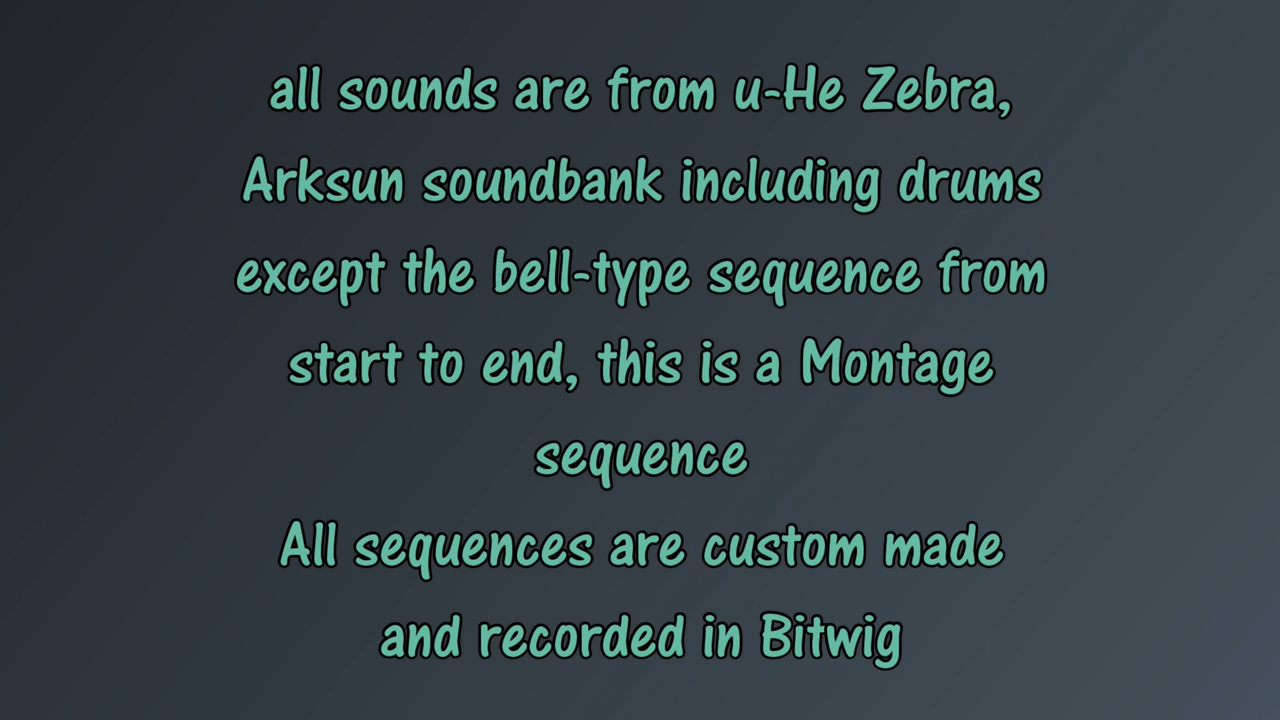 all sounds are from u-He Zebra,
Arksun soundbank including drums
except the bell-type sequence from
start to end, this is a Montage
sequence
All sequences are custom made
and recorded in Bitwig